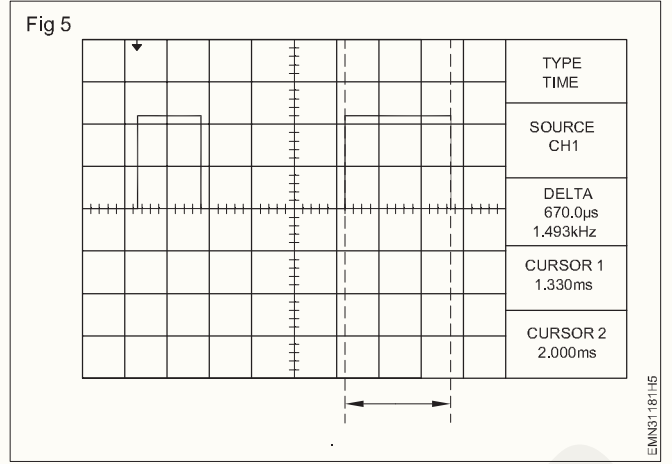 Fig 5
TYPE
TIME
SOURCE
CH1
DELTA
670.0µs
1.493kHz
CURSOR 1
1.330ms
CURSOR 2
2.000ms
EMN31181H5